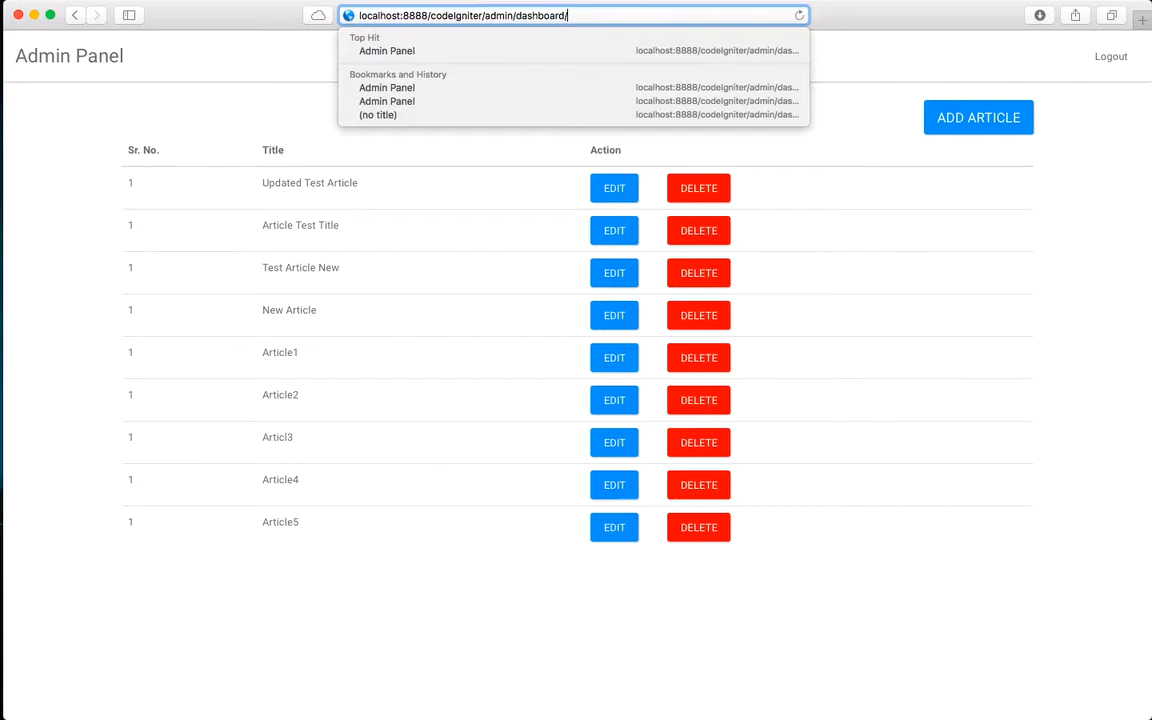 localhost:8888/codeIgniter/admin/dashboard/
Top Hit
Admin Panel localhost:8888/codeIgniter/admin/das...
Bookmarks and History
Admin Panel localhost:8888/codeIgniter/admin/das...
Admin Panel localhost:8888/codeIgniter/admin/das...
(no title) localhost:8888/codeIgniter/admin/das...
Admin Panel
Logout
ADD ARTICLE
Sr. No. Title Action
1 Updated Test Article EDIT DELETE
1 Article Test Title EDIT DELETE
1 Test Article New EDIT DELETE
1 New Article EDIT DELETE
1 Article1 EDIT DELETE
1 Article2 EDIT DELETE
1 Articl3 EDIT DELETE
1 Article4 EDIT DELETE
1 Article5 EDIT DELETE